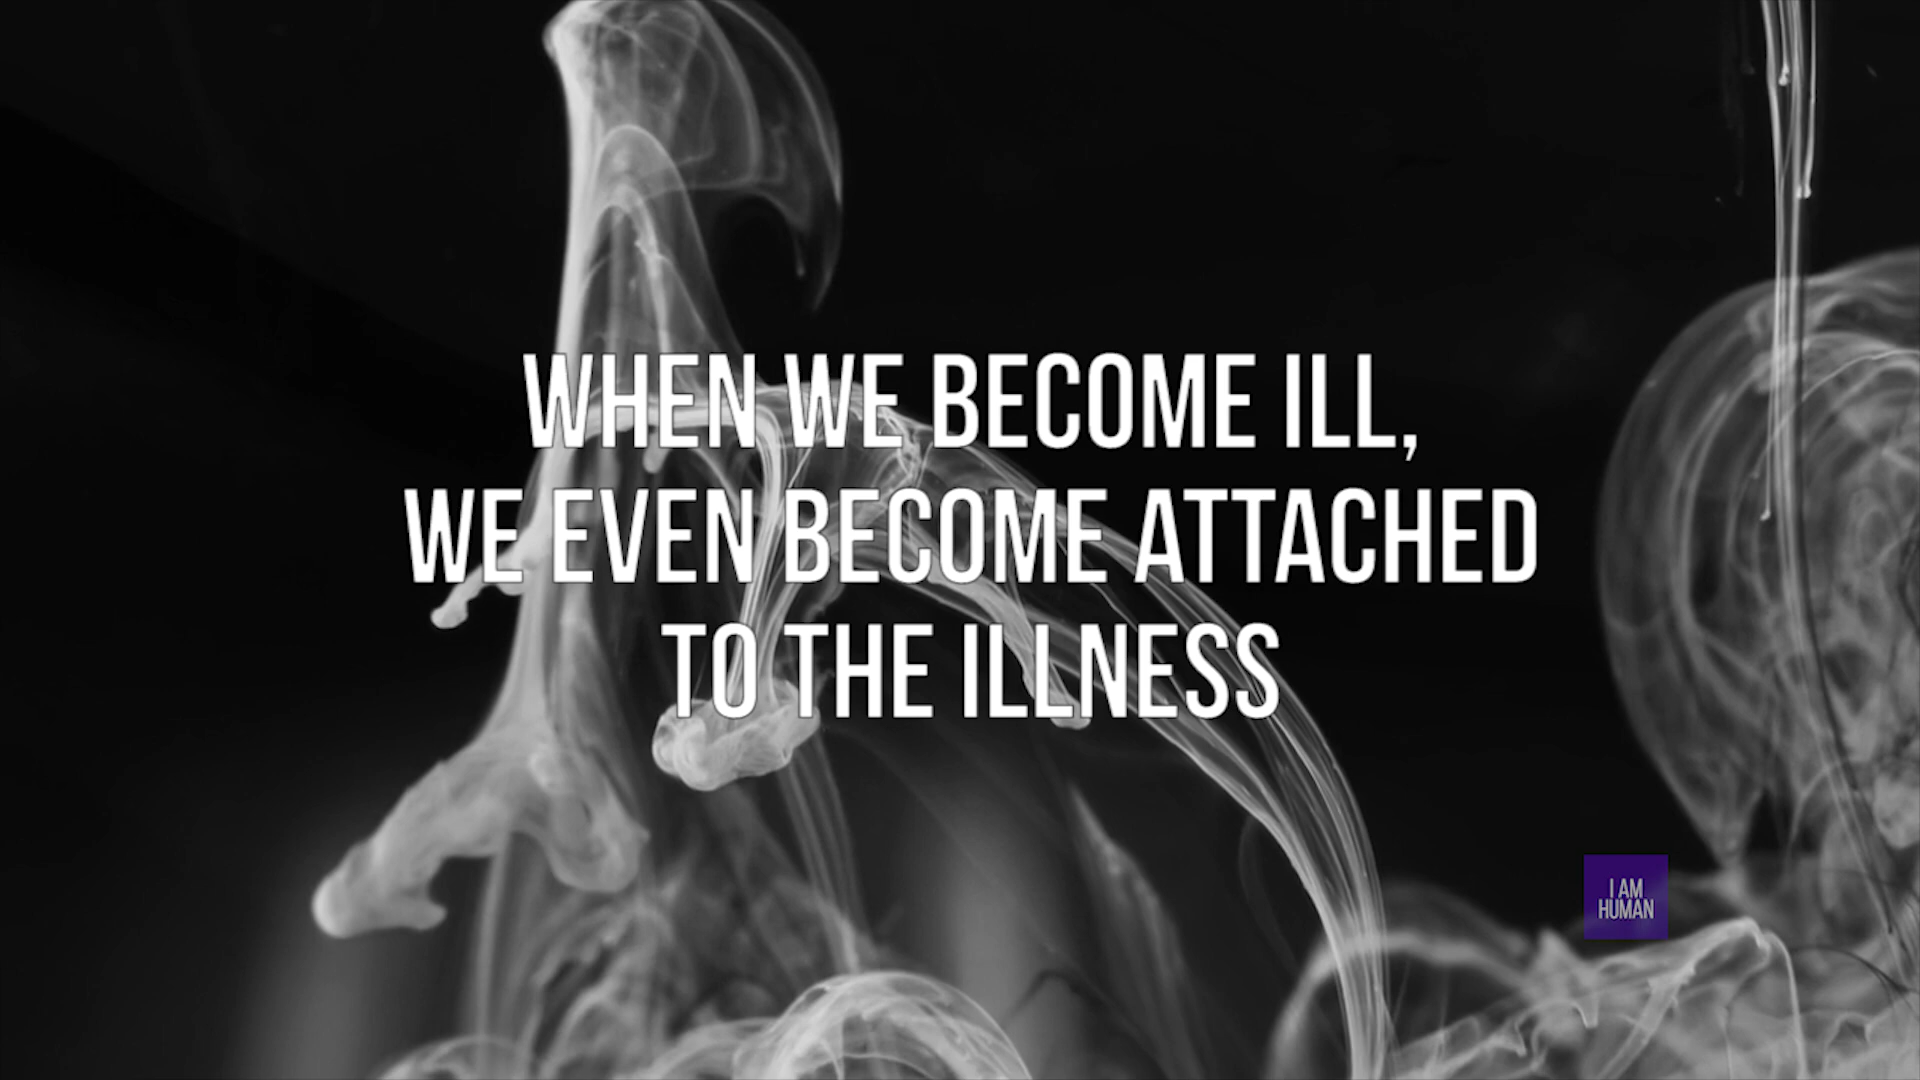 WHEN WE BECOME ILL,
WE EVEN BECOME ATTACHED
TO THE ILLNESS
I AM
HUMAN